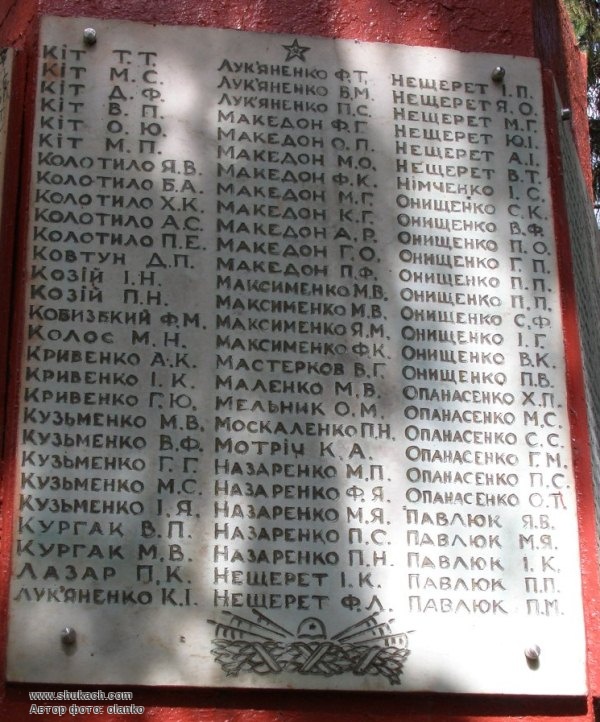 КІТ Т.Т.
КІТ М.С.
КІТ Д.Ф.
КІТ В.П.
КІТ О.Ю.
КІТ М.П.
КОЛОТИЛО Я.В.
КОЛОТИЛО Б.А.
КОЛОТИЛО Х.К.
КОЛОТИЛО А.С.
КОЛОТИЛО П.Е.
КОВТУН Д.П.
КОЗІЙ І.Н.
КОЗІЙ П.Н.
КОБИЗЬКИЙ Ф.М.
КОЛОС М.Н.
КРИВЕНКО А.К.
КРИВЕНКО І.К.
КРИВЕНКО Г.Ю.
КУЗЬМЕНКО М.В.
КУЗЬМЕНКО В.Ф.
КУЗЬМЕНКО Г.Г.
КУЗЬМЕНКО М.С.
КУЗЬМЕНКО І.Я.
КУРГАК В.П.
КУРГАК М.В.
ЛАЗАР П.К.
ЛУК'ЯНЕНКО К.І.
ЛУК'ЯНЕНКО Ф.Т.
ЛУК'ЯНЕНКО В.М.
ЛУК'ЯНЕНКО П.С.
МАКЕДОН Ф.Г.
МАКЕДОН О.П.
МАКЕДОН М.О.
МАКЕДОН Ф.К.
МАКЕДОН М.Г.
МАКЕДОН К.Г.
МАКЕДОН А.Р.
МАКЕДОН Г.О.
МАКЕДОН П.Ф.
МАКСИМЕНКО М.В.
МАКСИМЕНКО М.В.
МАКСИМЕНКО Я.М.
МАКСИМЕНКО Ф.К.
МАСТЕРКОВ В.Г.
МАЛЕНКО М.В.
МЕЛЬНИК О.М.
МОСКАЛЕНКО П.Н.
МОТРІЧ К.А.
НАЗАРЕНКО М.П.
НАЗАРЕНКО Ф.Я.
НАЗАРЕНКО М.Я.
НАЗАРЕНКО П.С.
НАЗАРЕНКО П.Н.
НЕЩЕРЕТ І.К.
НЕЩЕРЕТ Ф.Л.
НЕЩЕРЕТ І.П.
НЕЩЕРЕТ Я.О.
НЕЩЕРЕТ М.Г.
НЕЩЕРЕТ Ю.І.
НЕЩЕРЕТ А.І.
НЕЩЕРЕТ В.Т.
НІМЧЕНКО І.С.
ОНИЩЕНКО С.К.
ОНИЩЕНКО В.Ф.
ОНИЩЕНКО П.О.
ОНИЩЕНКО Г.П.
ОНИЩЕНКО П.П.
ОНИЩЕНКО П.П.
ОНИЩЕНКО С.Ф.
ОНИЩЕНКО І.Г.
ОНИЩЕНКО В.К.
ОНИЩЕНКО П.В.
ОПАНАСЕНКО Х.П.
ОПАНАСЕНКО М.С.
ОПАНАСЕНКО С.С.
ОПАНАСЕНКО Г.М.
ОПАНАСЕНКО П.С.
ОПАНАСЕНКО О.П.
ПАВЛЮК Я.В.
ПАВЛЮК М.Я.
ПАВЛЮК І.К.
ПАВЛЮК П.П.
ПАВЛЮК П.М.
www.shukach.com
Автор фото: olanko